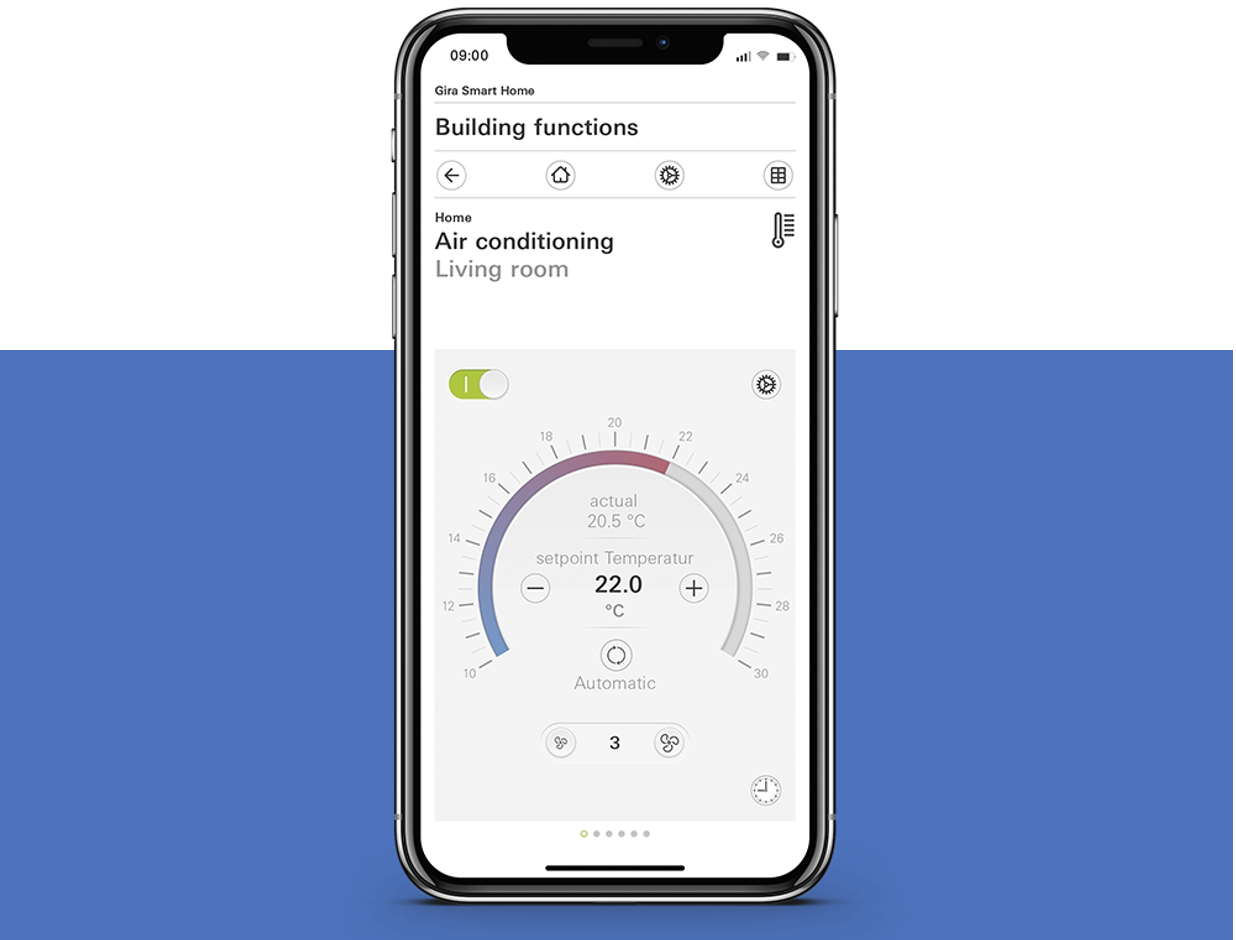 09:00
Gira Smart Home
Building functions
Home
Air conditioning
Living room
20
18
22
16
24
actual
20.5 °C
14
26
setpoint Temperatur
22.0
°C
12
28
10
30
Automatic
3